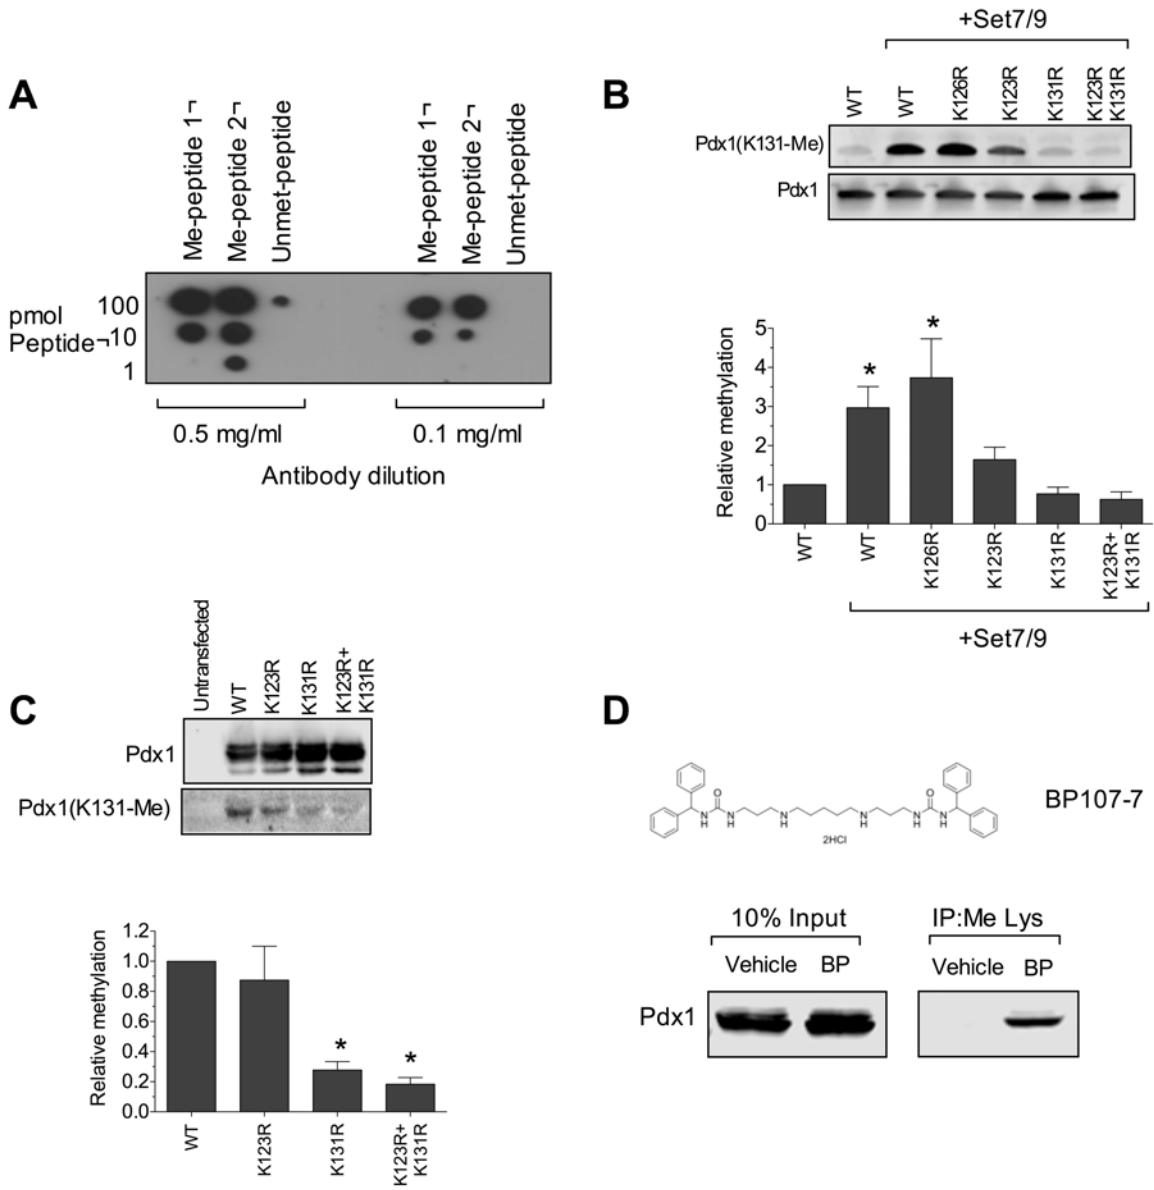 A
Me-peptide 1¬
Me-peptide 2¬
Unmet-peptide
Me-peptide 1¬
Me-peptide 2¬
Unmet-peptide
pmol
Peptide¬
100
10
1
0.5 mg/ml
0.1 mg/ml
Antibody dilution
B
+Set7/9
WT
WT
K126R
K123R
K131R
K123R
K131R
Pdx1(K131-Me)
Pdx1
Relative methylation
5
4
3
2
1
0
*
*
WT
WT
K126R
K123R
K131R
K123R+
K131R
+Set7/9
C
Untransfected
WT
K123R
K131R
K123R+
K131R
Pdx1
Pdx1(K131-Me)
Relative methylation
1.2
1.0
0.8
0.6
0.4
0.2
0.0
*
*
WT
K123R
K131R
K123R+
K131R
D
O
O
N
H
N
H
N
H
N
H
N
H
N
H
2HCl
BP107-7
10% Input
IP:Me Lys
Vehicle BP
Vehicle BP
Pdx1